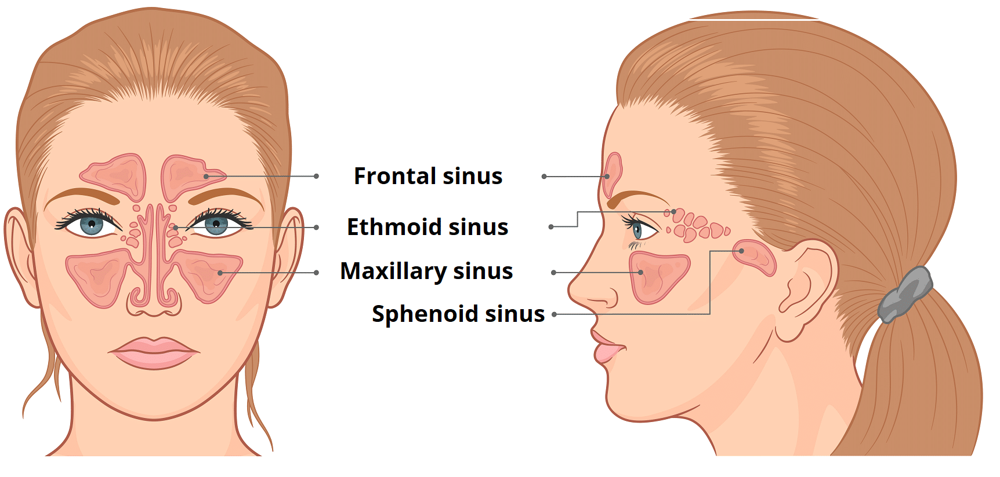 Frontal sinus
Ethmoid sinus
Maxillary sinus
Sphenoid sinus